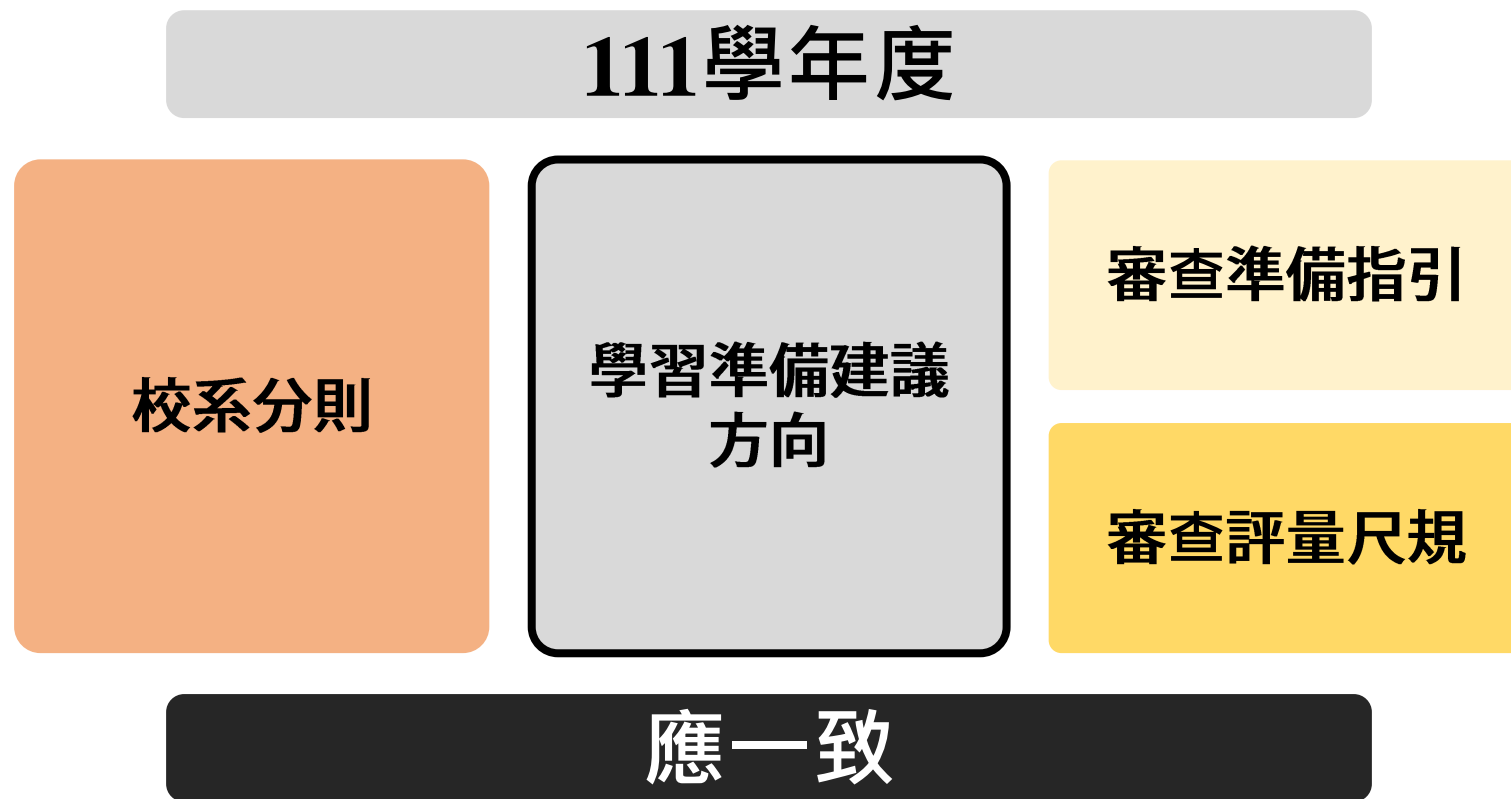 111學年度
校系分則
學習準備建議
方向
審查準備指引
審查評量尺規
應一致